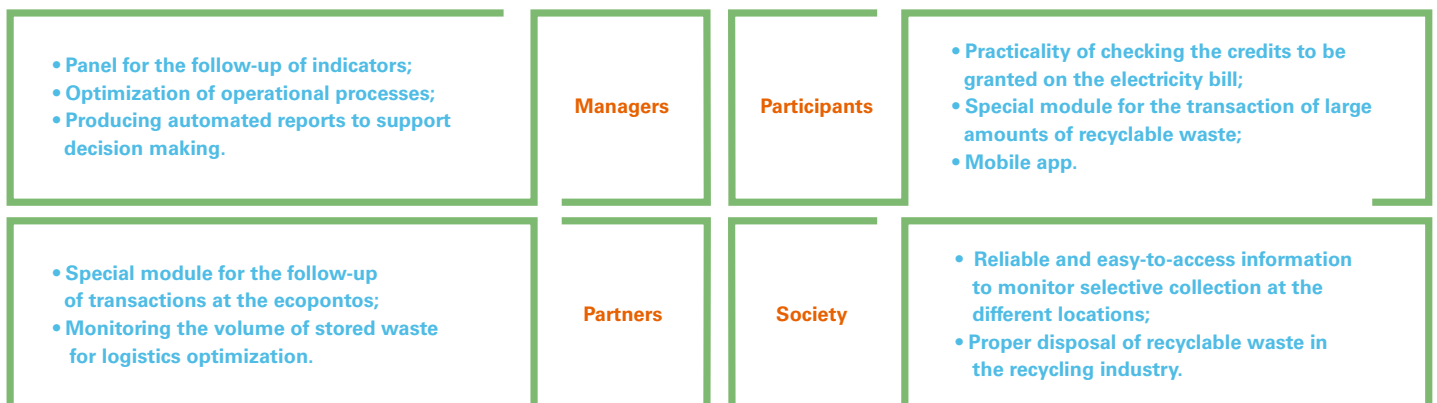 • Panel for the follow-up of indicators;
• Optimization of operational processes;
• Producing automated reports to support
decision making.
Managers
Participants
• Practicality of checking the credits to be
granted on the electricity bill;
• Special module for the transaction of large
amounts of recyclable waste;
• Mobile app.
• Special module for the follow-up
of transactions at the ecopontos;
• Monitoring the volume of stored waste
for logistics optimization.
Partners
Society
• Reliable and easy-to-access information
to monitor selective collection at the
different locations;
• Proper disposal of recyclable waste in
the recycling industry.